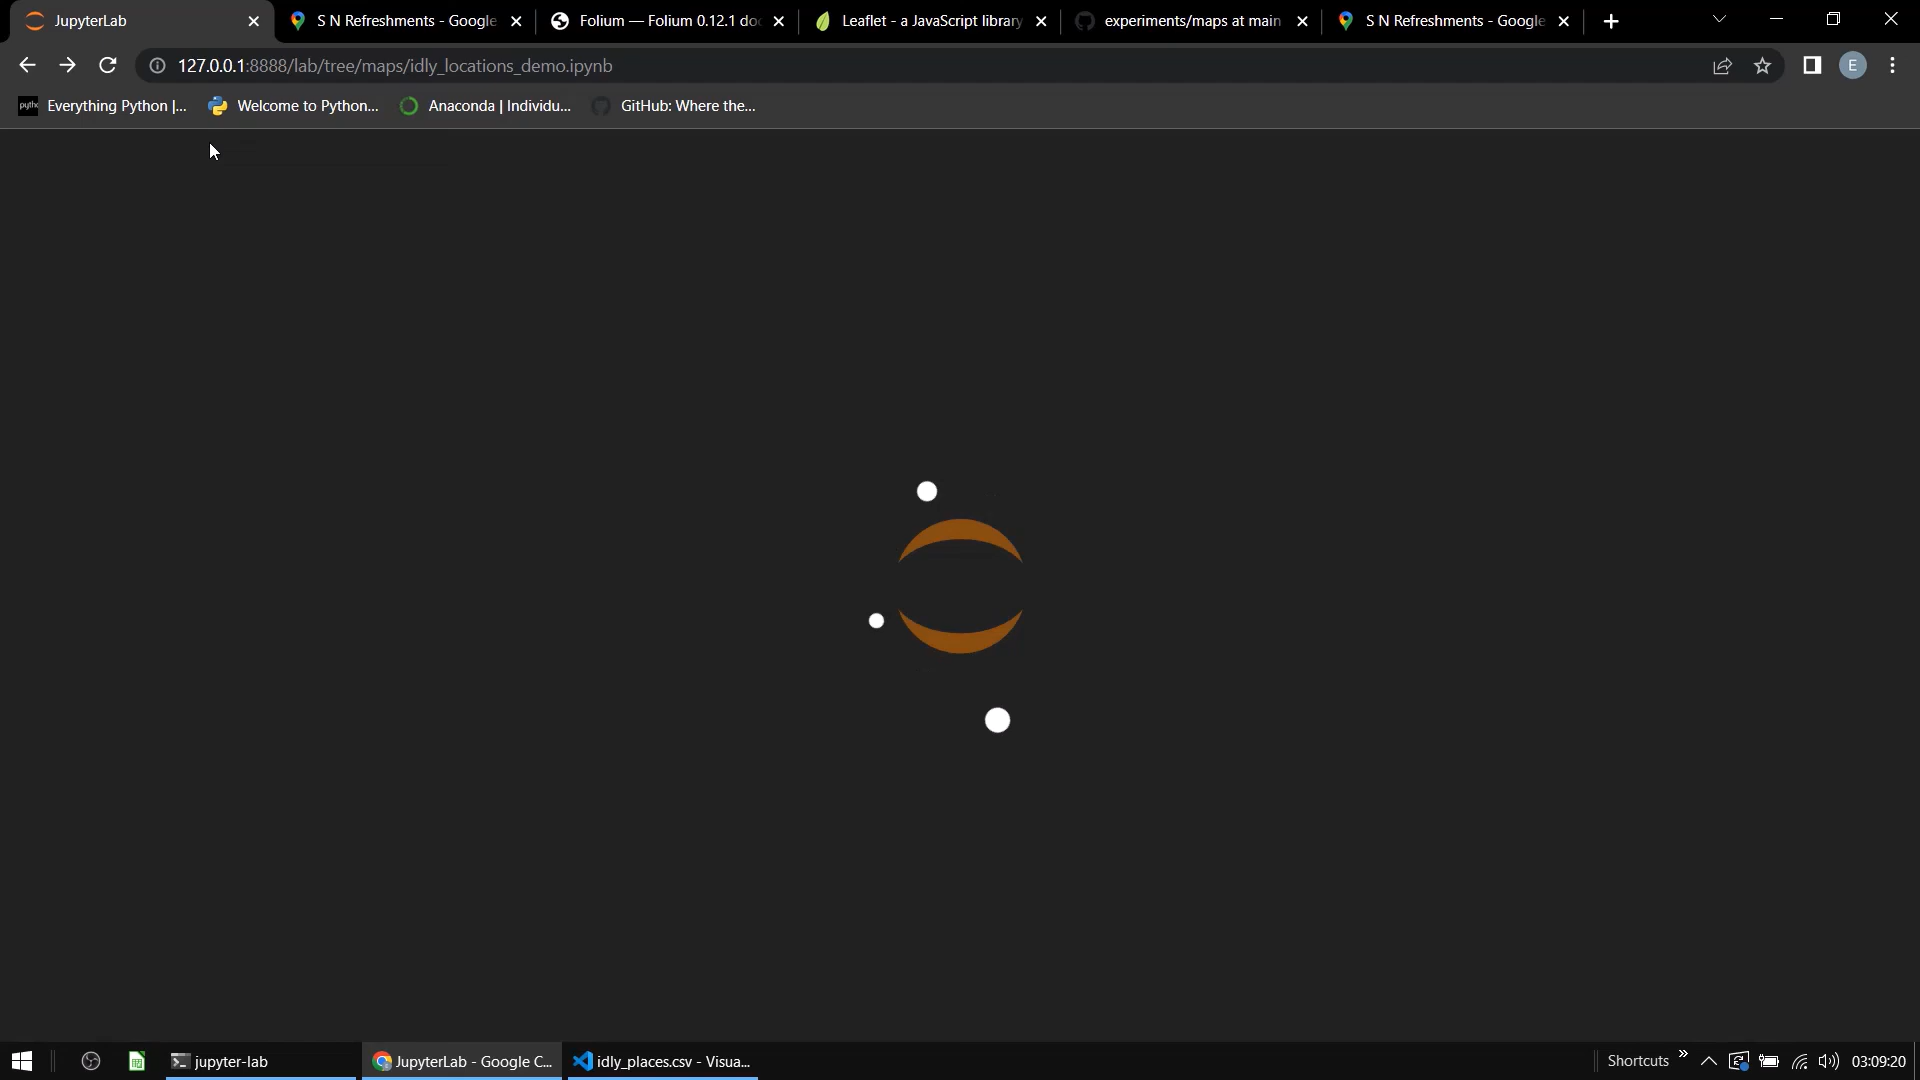 JupyterLab
S N Refreshments - Google
Folium — Folium 0.12.1 do
Leaflet - a JavaScript library
experiments/maps at main
S N Refreshments - Google
127.0.0.1:8888/lab/tree/maps/idly_locations_demo.ipynb
E
Everything Python |...
Welcome to Python...
Anaconda | Individu...
GitHub: Where the...
jupyter-lab
JupyterLab - Google C...
idly_places.csv - Visua...
Shortcuts
03:09:20